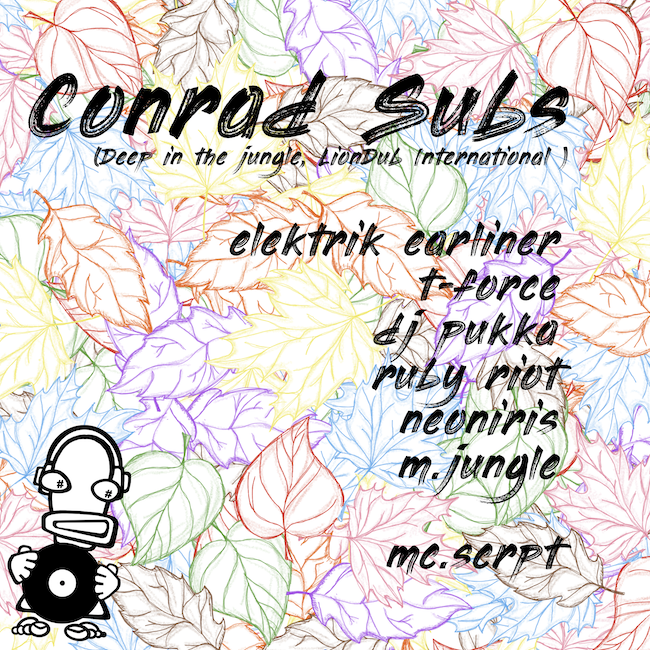 Conrad Subs
(Deep in the jungle, LionDub International )
elektrik earliner
t-force
dj pukka
ruby riot
neoniris
m.jungle
mc.scrpt
# #